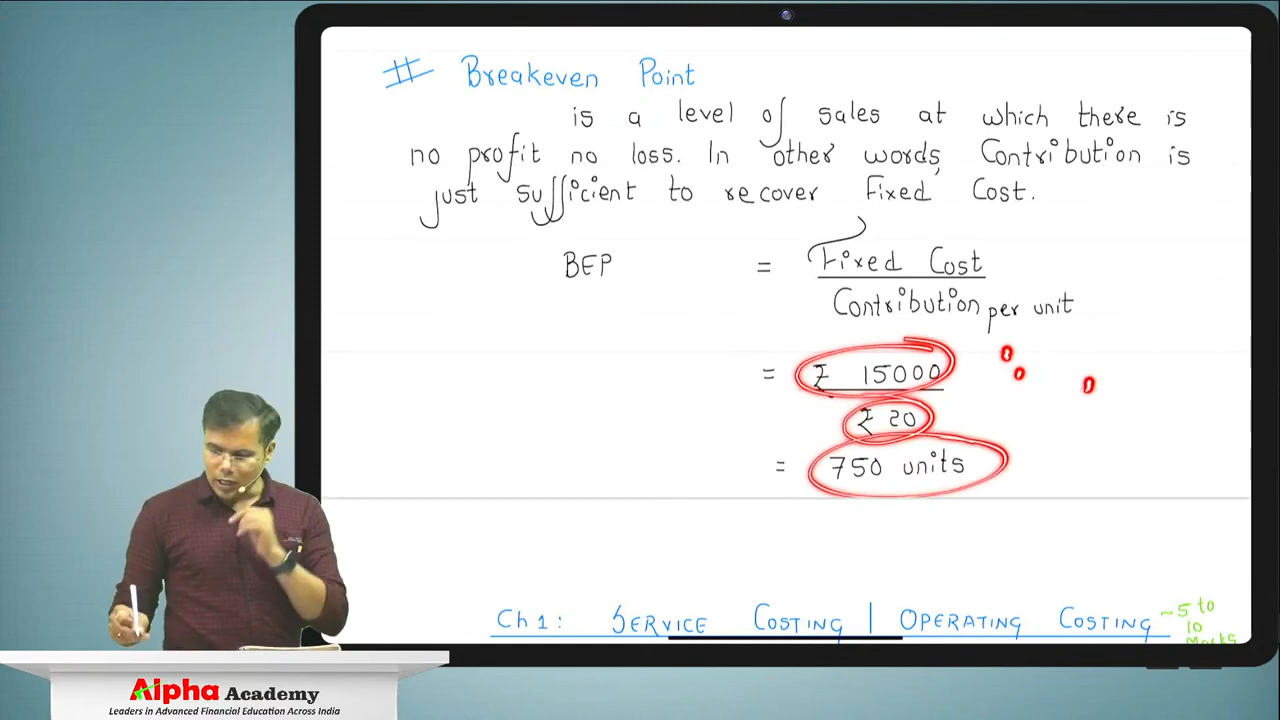 # Breakeven Point
is a level of sales at which there is
no profit no loss. In other words, Contribution is
just sufficient to recover Fixed Cost.
BEP = Fixed Cost
Contribution per unit
= ₹ 15000
₹ 20
= 750 units
Ch 1: SERVICE COSTING | OPERATING COSTING ~5 to
10
Marks
Alpha Academy
Leaders in Advanced Financial Education Across India